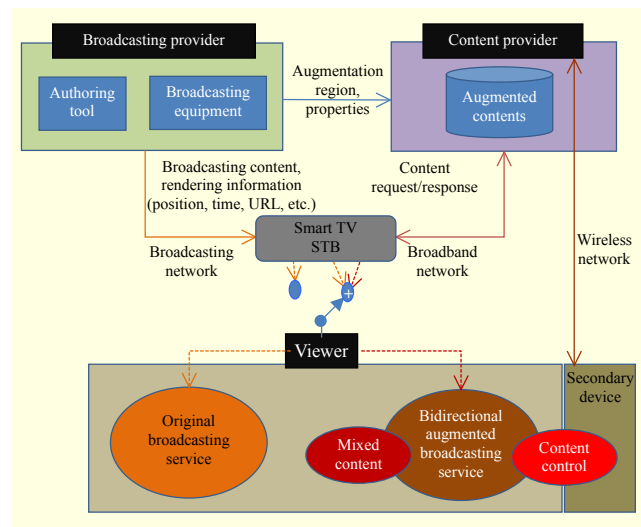 Broadcasting provider
Content provider
Authoring
tool
Broadcasting
equipment
Augmentation
region,
properties
Augmented
contents
Broadcasting content,
rendering information
(position, time, URL, etc.)
Content
request/response
Smart TV
STB
Broadcasting
network
Broadband
network
Wireless
network
+
Viewer
Secondary
device
Original
broadcasting
service
Mixed
content
Bidirectional
augmented
broadcasting
service
Content
control